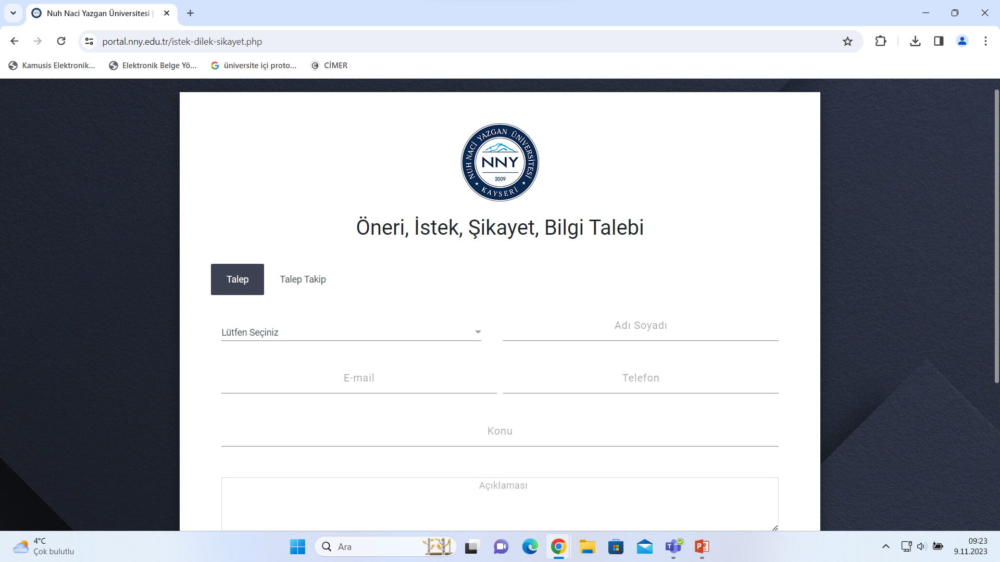 Nuh Naci Yazgan Üniversitesi |
portal.nny.edu.tr/istek-dilek-sikayet.php
Kamusis Elektronik...
Elektronik Belge Yö...
üniversite içi proto...
CİMER
NUH NACİ YAZGAN ÜNİVERSİTESİ
NNY
2009
KAYSERİ
Öneri, İstek, Şikayet, Bilgi Talebi
Talep
Talep Takip
Lütfen Seçiniz
Adı Soyadı
E-mail
Telefon
Konu
Açıklaması
4°C
Çok bulutlu
Ara
09:23
9.11.2023